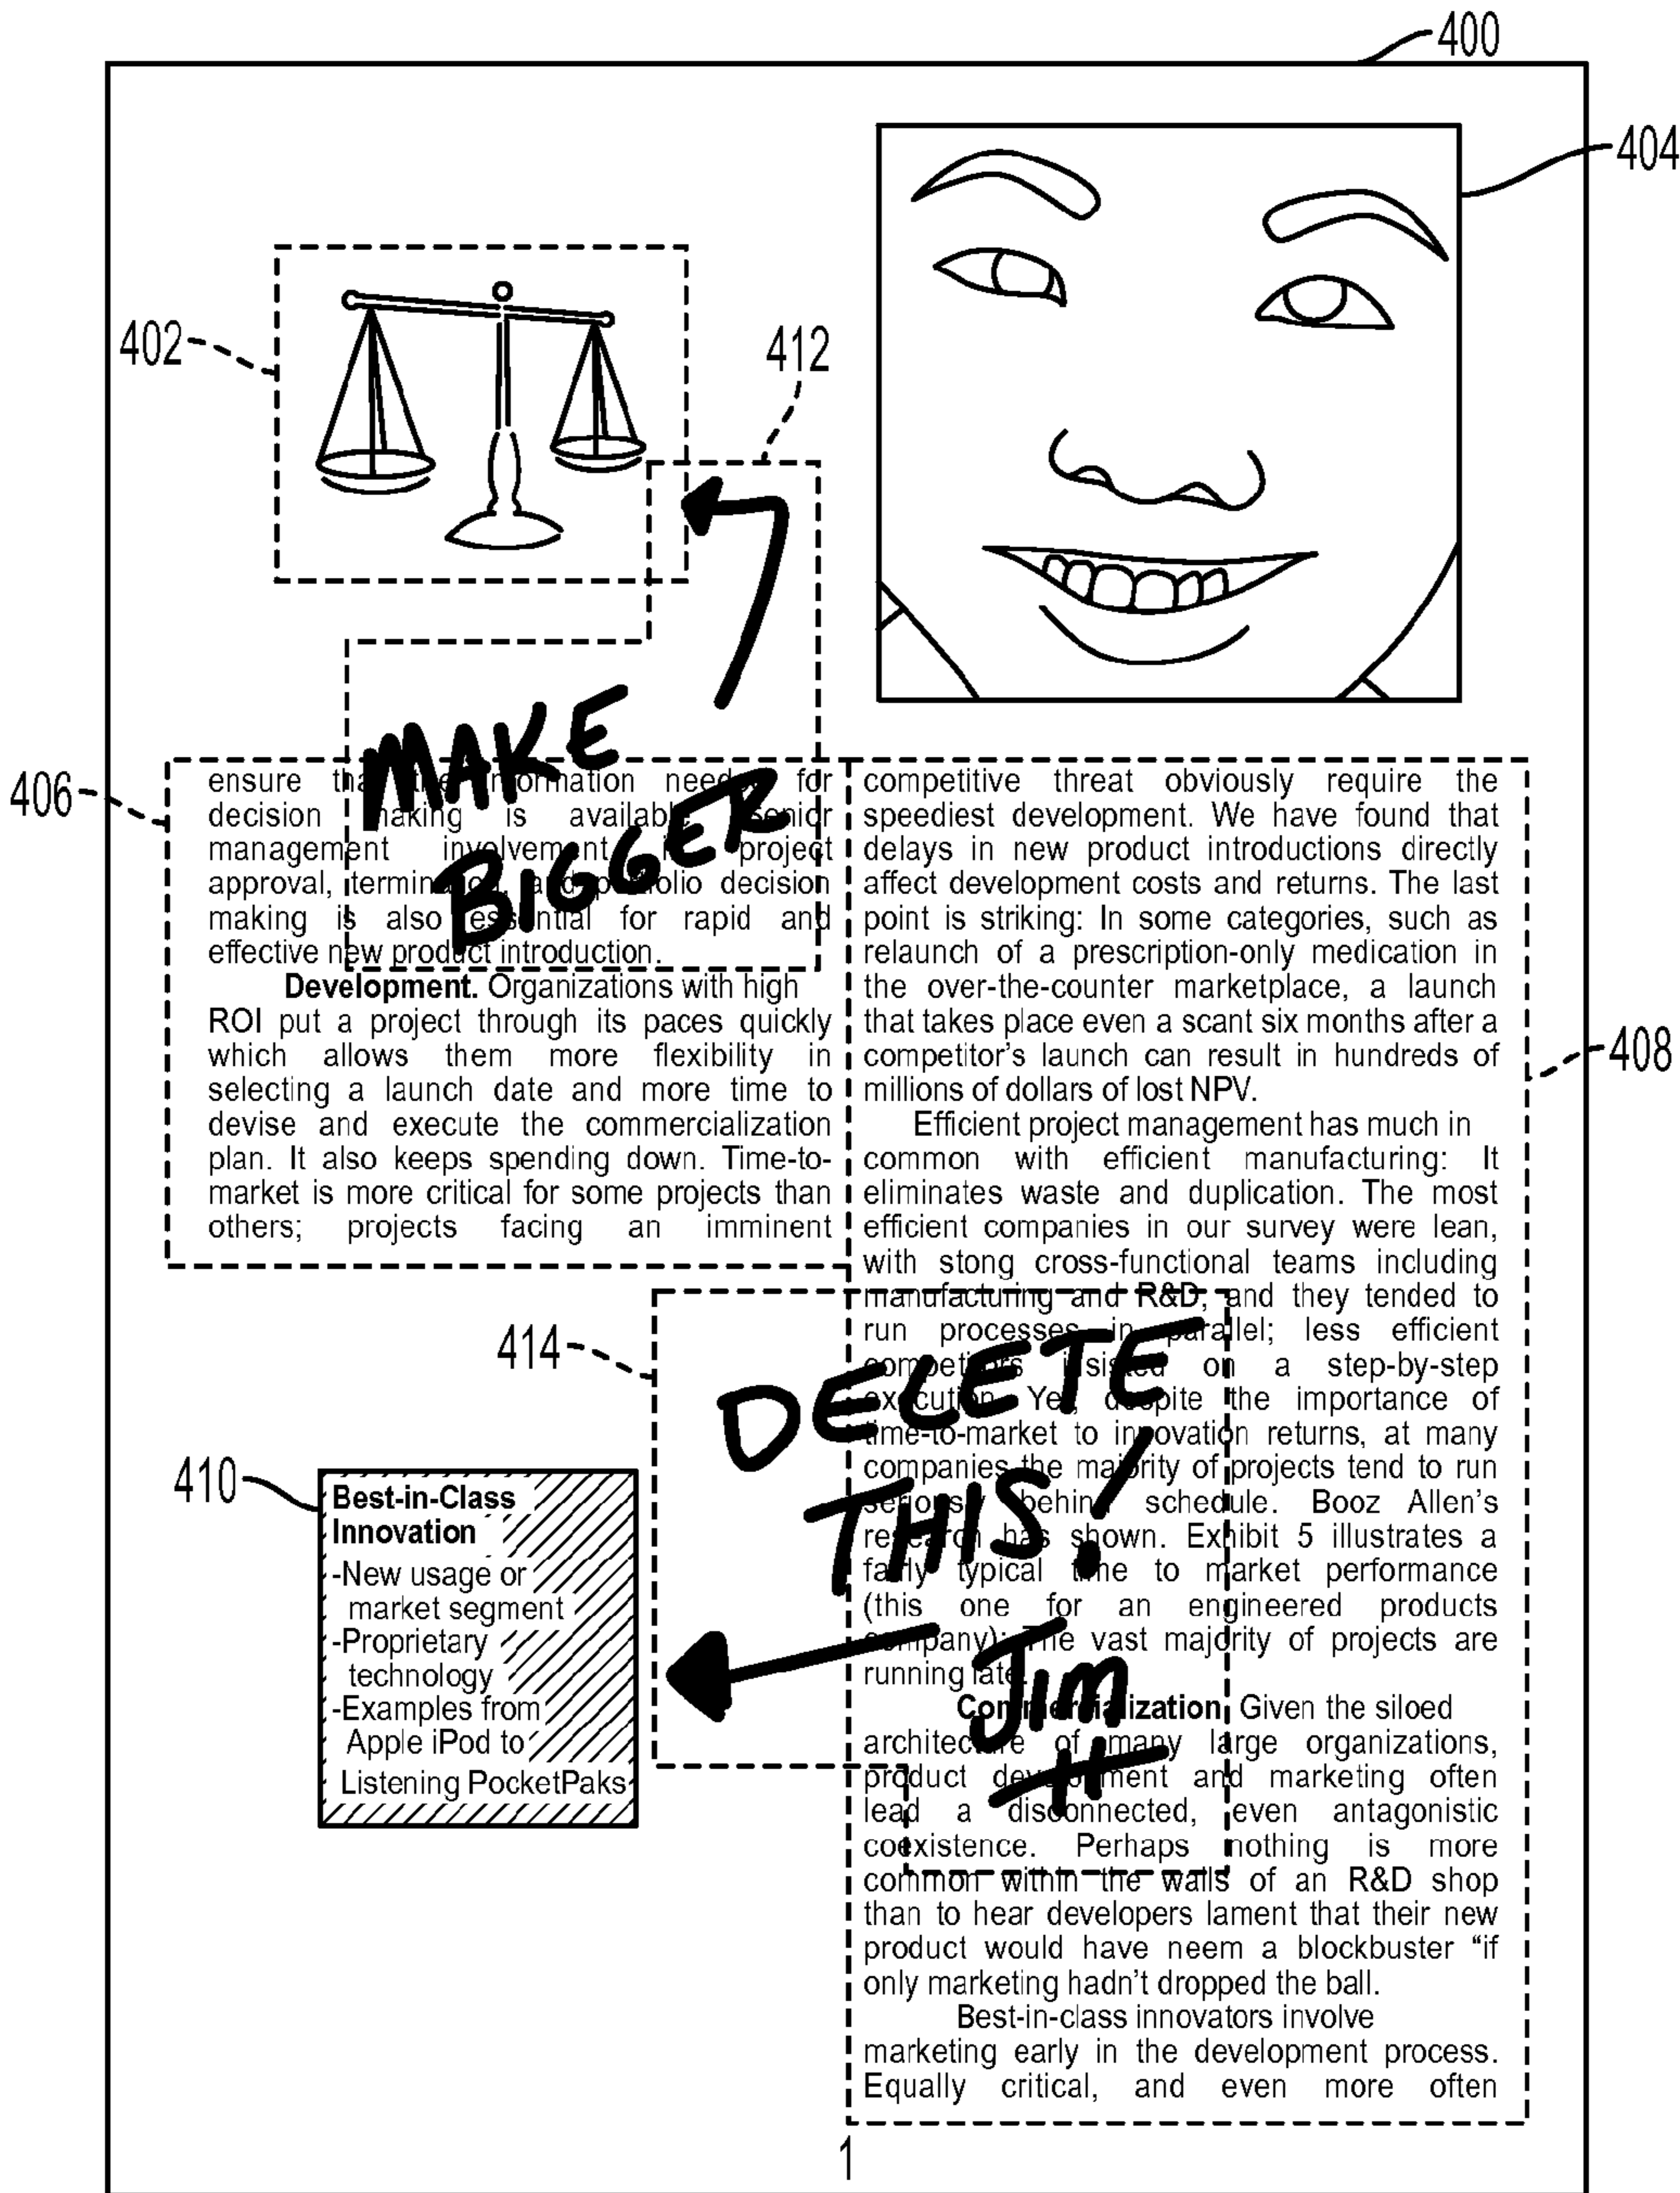 400
404
402
412
MAKE
BIGGER
406
ensure that the information needed for
decision making is available. Senior
management involvement in project
approval, termination, and portfolio decision
making is also essential for rapid and
effective new product introduction.
Development. Organizations with high
ROI put a project through its paces quickly
which allows them more flexibility in
selecting a launch date and more time to
devise and execute the commercialization
plan. It also keeps spending down. Time-to-
market is more critical for some projects than
others; projects facing an imminent
408
competitive threat obviously require the
speediest development. We have found that
delays in new product introductions directly
affect development costs and returns. The last
point is striking: In some categories, such as
relaunch of a prescription-only medication in
the over-the-counter marketplace, a launch
that takes place even a scant six months after a
competitor's launch can result in hundreds of
millions of dollars of lost NPV.
Efficient project management has much in
common with efficient manufacturing: It
eliminates waste and duplication. The most
efficient companies in our survey were lean,
with stong cross-functional teams including
manufacturing and R&D, and they tended to
run processes in parallel; less efficient
competitors insisted on a step-by-step
execution. Yet, despite the importance of
time-to-market to innovation returns, at many
companies the majority of projects tend to run
seriously behind schedule. Booz Allen's
research has shown. Exhibit 5 illustrates a
fairly typical time to market performance
(this one for an engineered products
company): The vast majority of projects are
running late.
Commercialization. Given the siloed
architecture of many large organizations,
product development and marketing often
lead a disconnected, even antagonistic
coexistence. Perhaps nothing is more
common within the walls of an R&D shop
than to hear developers lament that their new
product would have neem a blockbuster “if
only marketing hadn't dropped the ball.
Best-in-class innovators involve
marketing early in the development process.
Equally critical, and even more often
414
DELETE
THIS!
JIM
410
Best-in-Class
Innovation
-New usage or
market segment
-Proprietary
technology
-Examples from
Apple iPod to
Listening PocketPaks
1